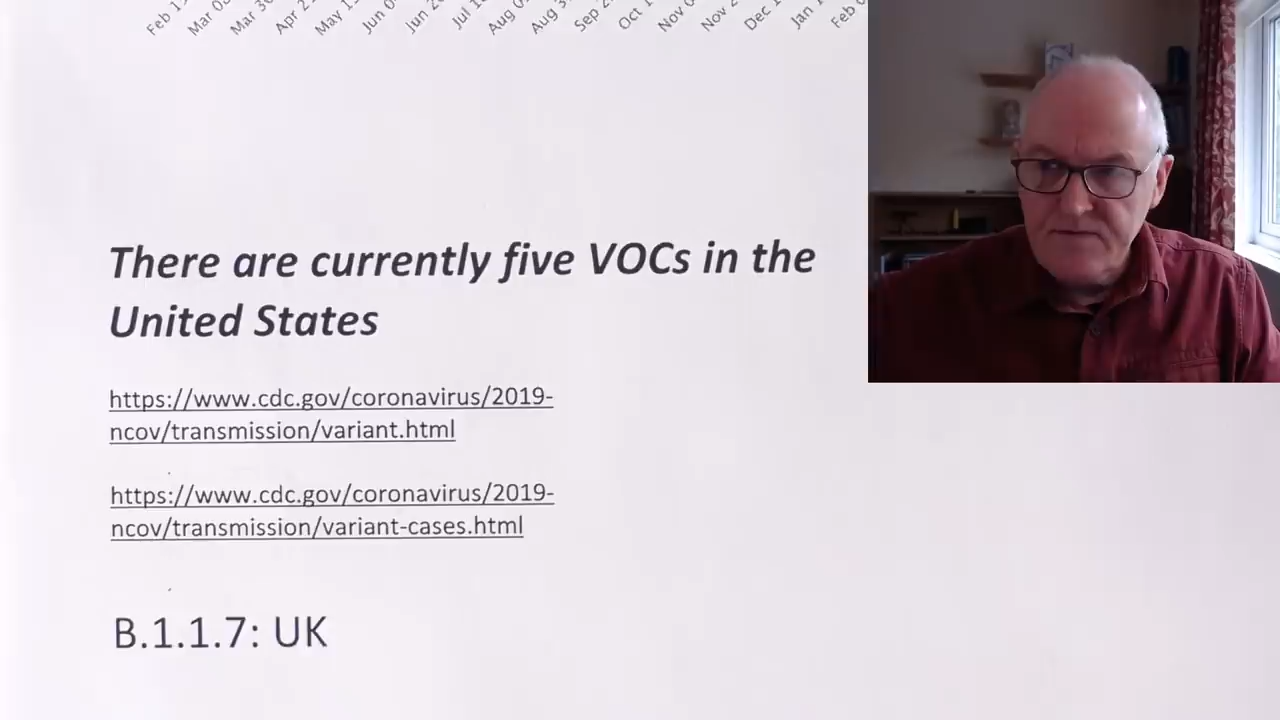 There are currently five VOCs in the
United States
https://www.cdc.gov/coronavirus/2019-
ncov/transmission/variant.html
https://www.cdc.gov/coronavirus/2019-
ncov/transmission/variant-cases.html
B.1.1.7: UK